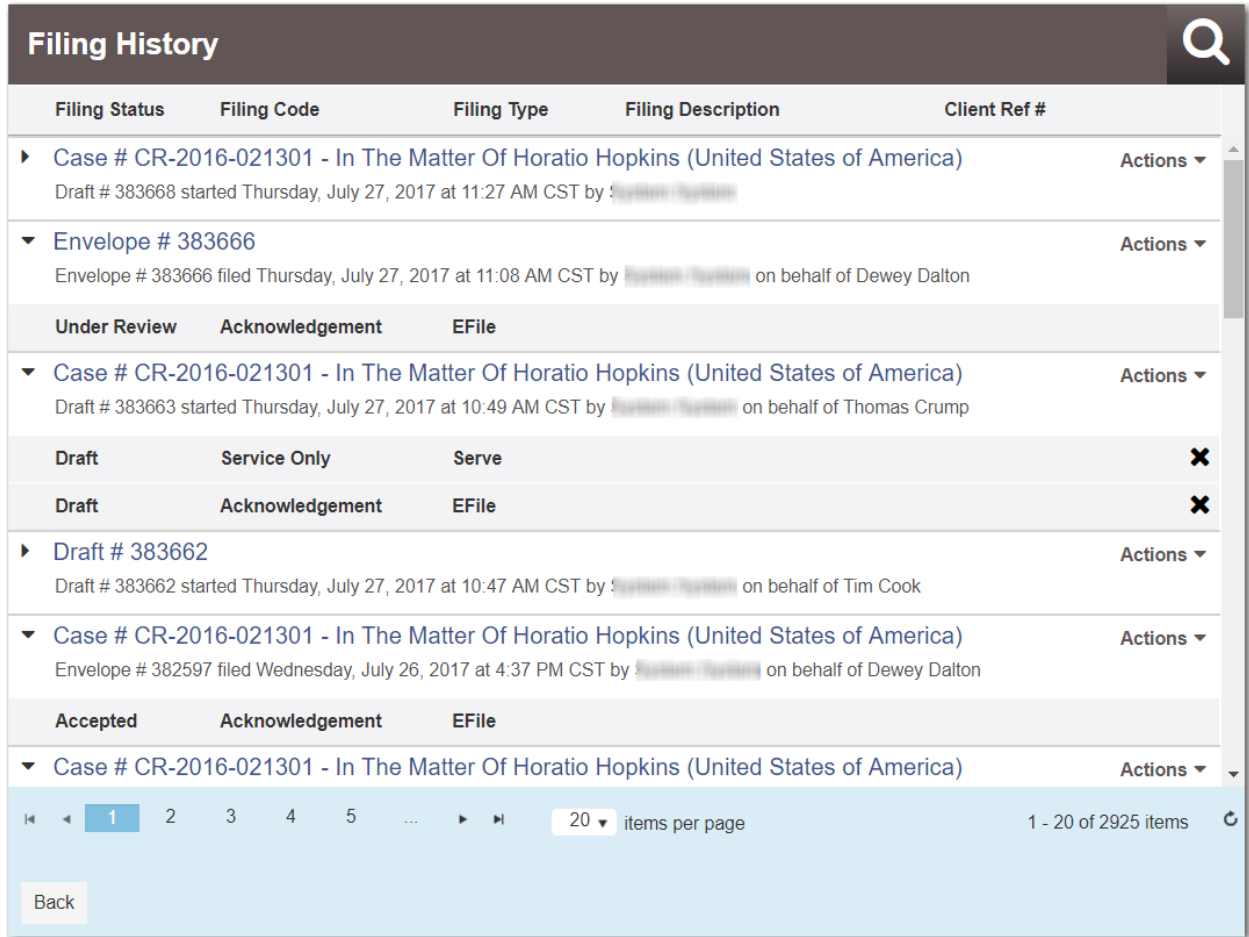 Filing History
Filing Status Filing Code Filing Type Filing Description Client Ref #
Case # CR-2016-021301 - In The Matter Of Horatio Hopkins (United States of America) Actions
Draft # 383668 started Thursday, July 27, 2017 at 11:27 AM CST by
Envelope # 383666 Actions
Envelope # 383666 filed Thursday, July 27, 2017 at 11:08 AM CST by on behalf of Dewey Dalton
Under Review Acknowledgement EFile
Case # CR-2016-021301 - In The Matter Of Horatio Hopkins (United States of America) Actions
Draft # 383663 started Thursday, July 27, 2017 at 10:49 AM CST by on behalf of Thomas Crump
Draft Service Only Serve
Draft Acknowledgement EFile
Draft # 383662 Actions
Draft # 383662 started Thursday, July 27, 2017 at 10:47 AM CST by on behalf of Tim Cook
Case # CR-2016-021301 - In The Matter Of Horatio Hopkins (United States of America) Actions
Envelope # 382597 filed Wednesday, July 26, 2017 at 4:37 PM CST by on behalf of Dewey Dalton
Accepted Acknowledgement EFile
Case # CR-2016-021301 - In The Matter Of Horatio Hopkins (United States of America) Actions
1 2 3 4 5 ... 20 items per page 1 - 20 of 2925 items
Back